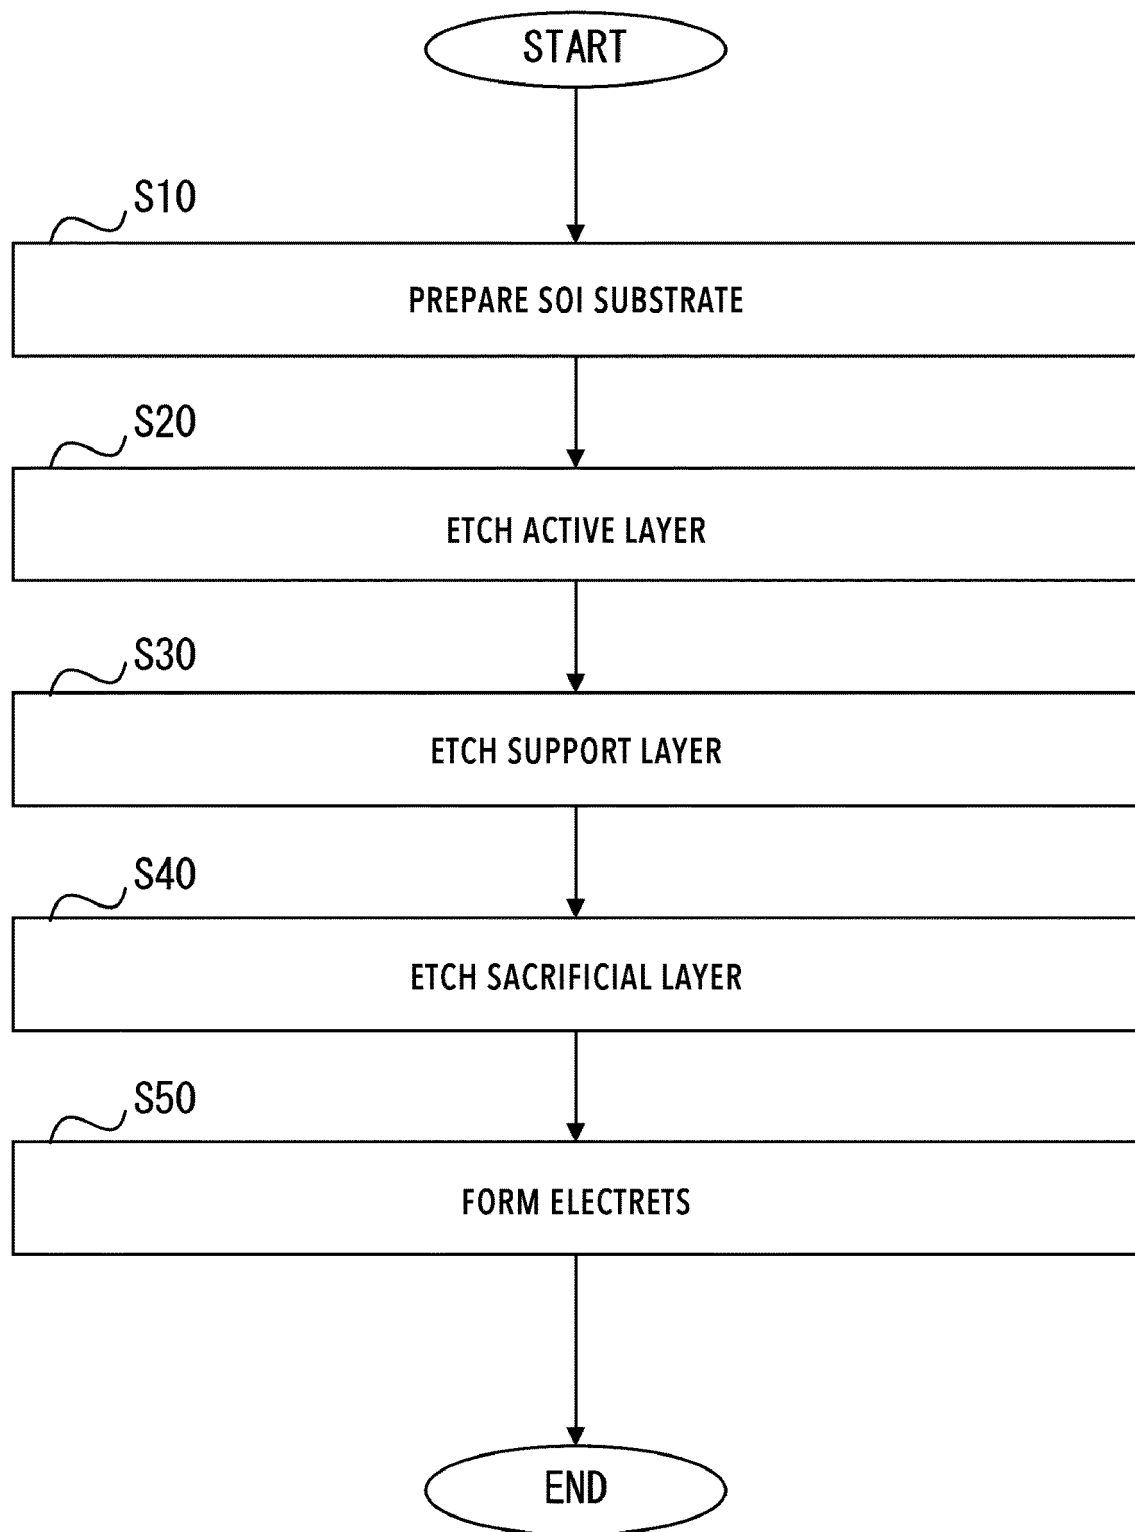 START
S10
PREPARE SOI SUBSTRATE
S20
ETCH ACTIVE LAYER
S30
ETCH SUPPORT LAYER
S40
ETCH SACRIFICIAL LAYER
S50
FORM ELECTRETS
END